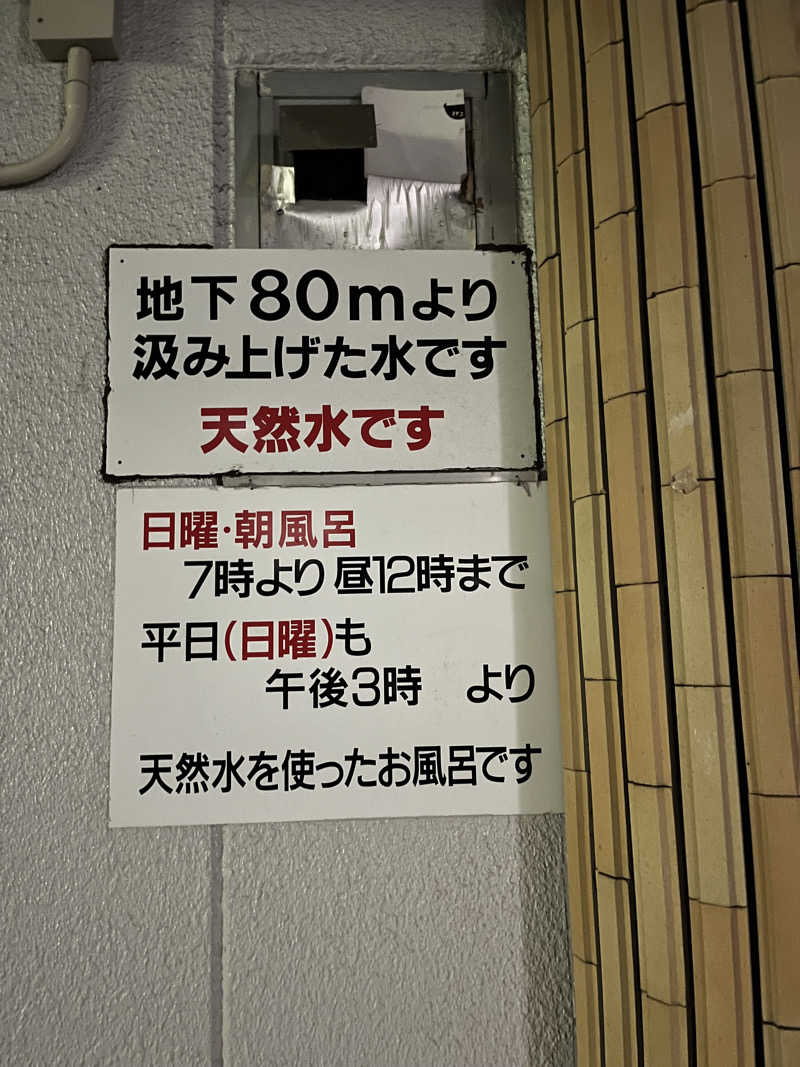 地下80mより
汲み上げた水です
天然水です
日曜・朝風呂
7時より昼12時まで
平日(日曜)も
午後3時 より
天然水を使ったお風呂です